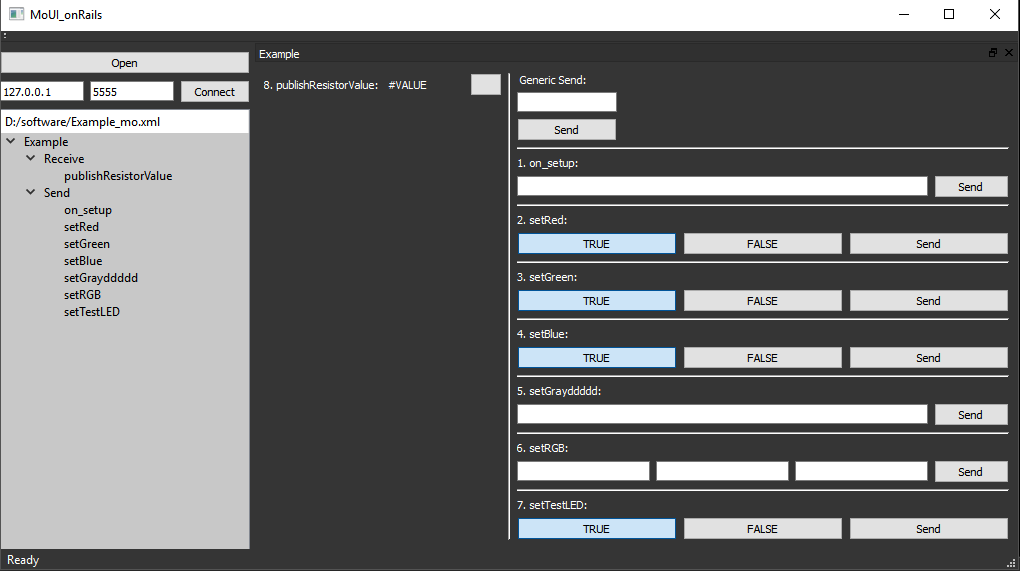 MoUI_onRails
Open
127.0.0.1 5555 Connect
D:/software/Example_mo.xml
Example
Receive
publishResistorValue
Send
on_setup
setRed
setGreen
setBlue
setGrayddddd
setRGB
setTestLED
Example
8. publishResistorValue: #VALUE
Generic Send:
Send
1. on_setup:
Send
2. setRed:
TRUE FALSE Send
3. setGreen:
TRUE FALSE Send
4. setBlue:
TRUE FALSE Send
5. setGrayddddd:
Send
6. setRGB:
Send
7. setTestLED:
TRUE FALSE Send
Ready